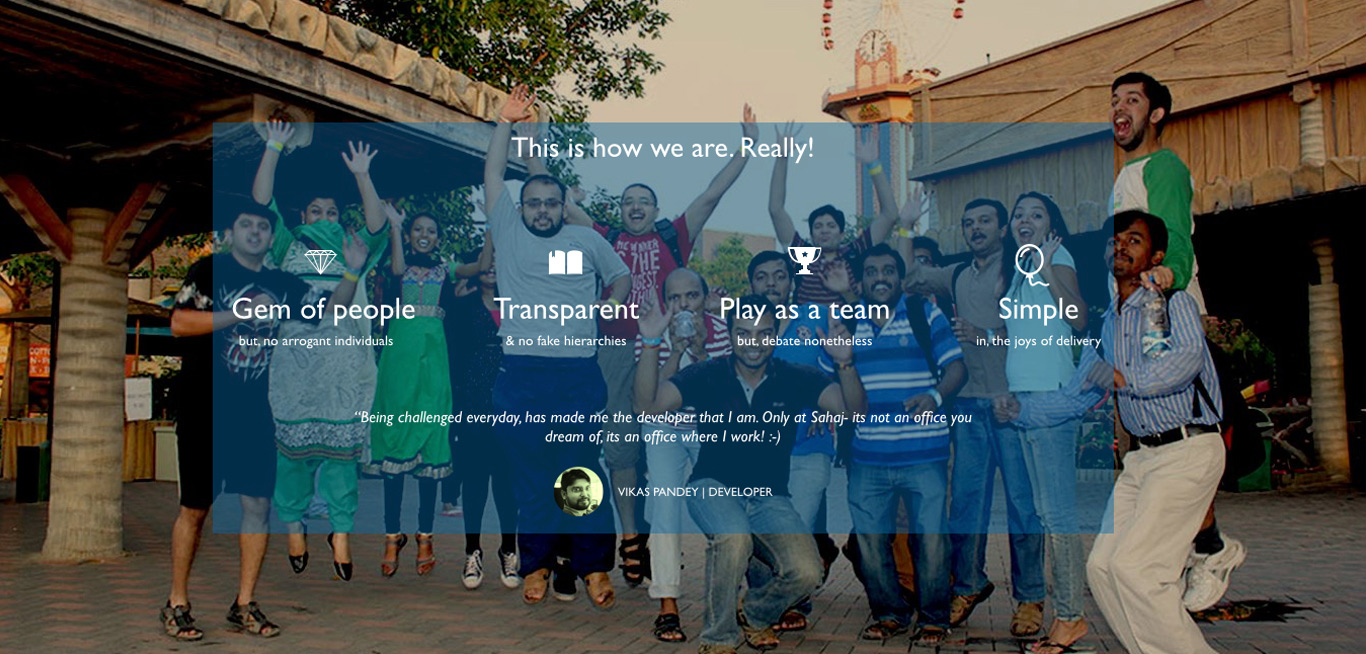 This is how we are. Really!
Gem of people
but, no arrogant individuals
Transparent
& no fake hierarchies
Play as a team
but, debate nonetheless
Simple
in, the joys of delivery
“Being challenged everyday, has made me the developer that I am. Only at Sahaj- its not an office you
dream of, its an office where I work! :-)
VIKAS PANDEY | DEVELOPER